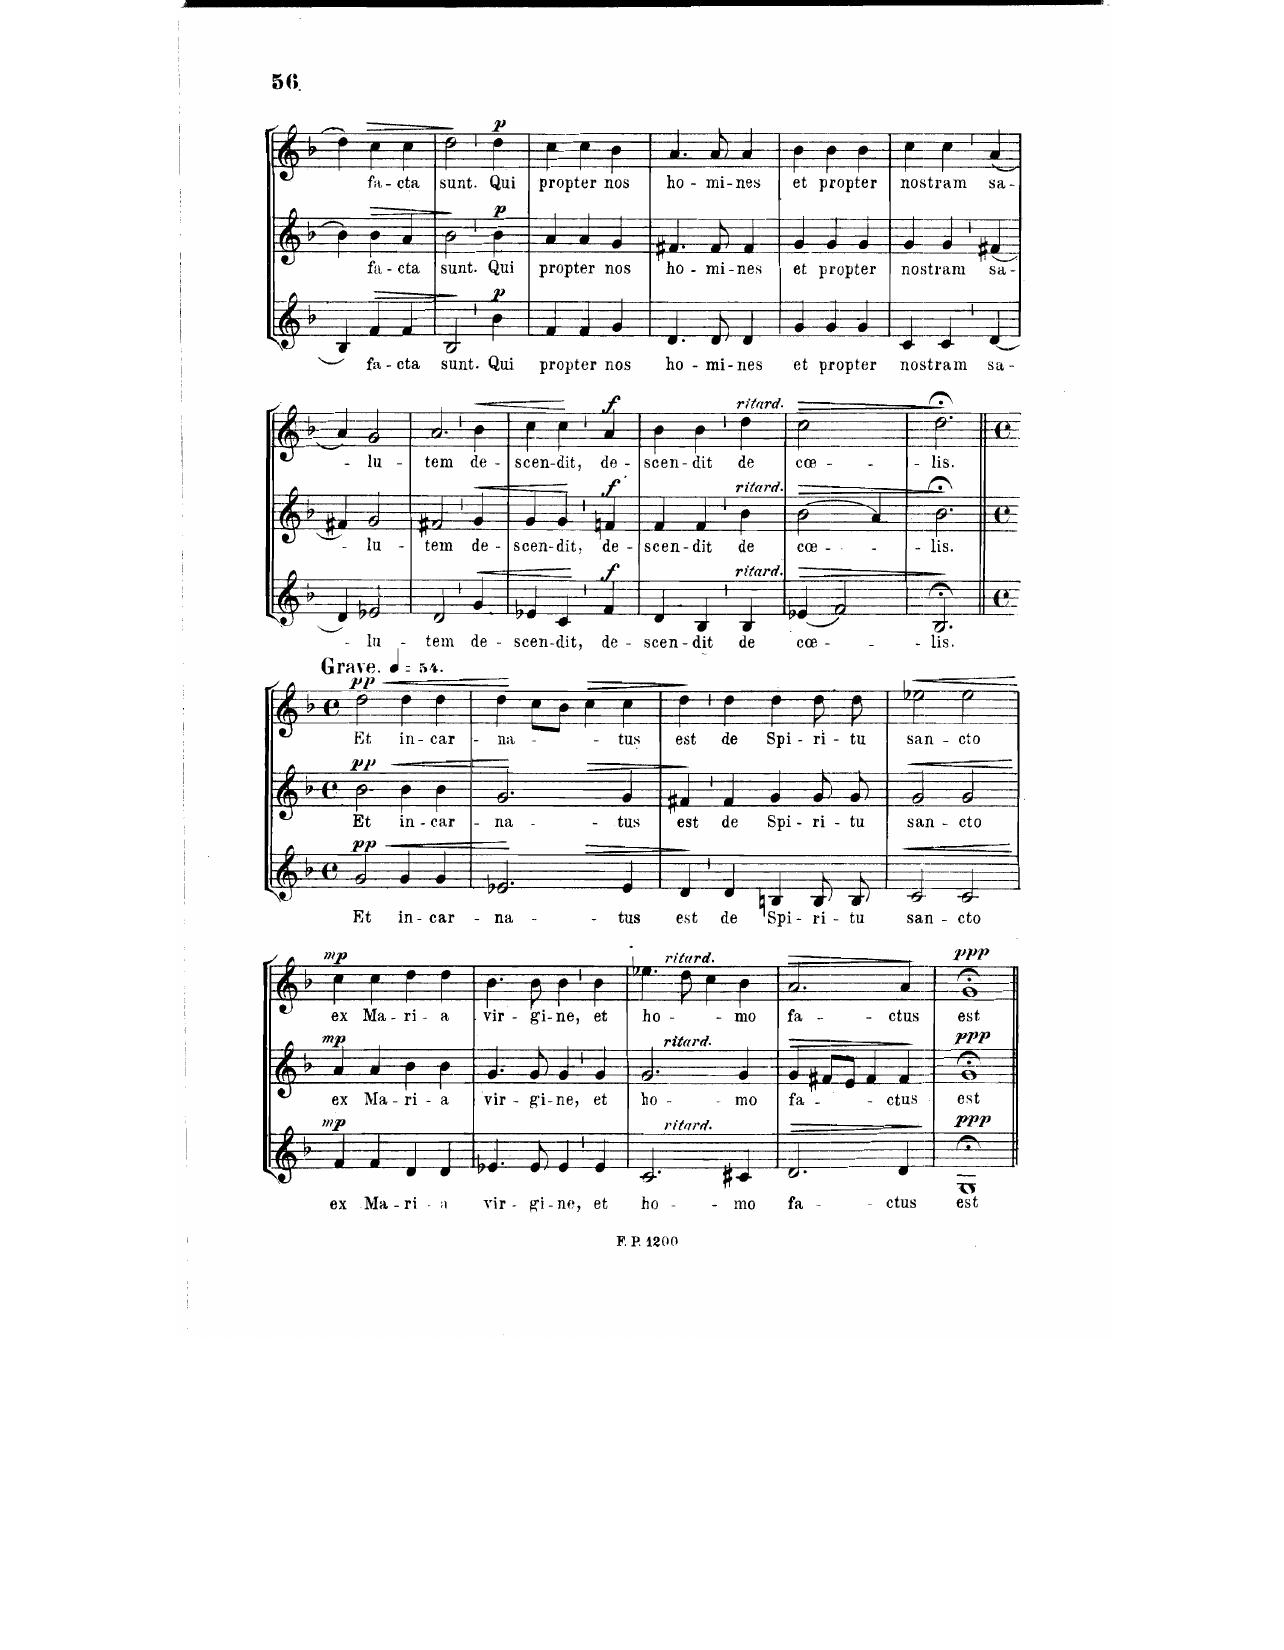 56
p
fa - cta sunt. Qui propter nos ho - mi - nes et propter nostram sa -
p
fa - cta sunt. Qui propter nos ho - mi - nes et propter nostram sa -
p
fa - cta sunt. Qui propter nos ho - mi - nes et propter nostram sa -
f ritard.
- lu - tem de - scen - dit, de - scen - dit de cœ - - lis.
f ritard.
- lu - tem de - scen - dit, de - scen - dit de cœ - - lis.
f ritard.
- lu - tem de - scen - dit, de - scen - dit de cœ - - lis.
Grave. ♩ = 54.
pp
Et in - car - na - - tus est de Spi - ri - tu san - cto
pp
Et in - car - na - - tus est de Spi - ri - tu san - cto
pp
Et in - car - na - - tus est de Spi - ri - tu san - cto
mp ritard. ppp
ex Ma - ri - a vir - gi - ne, et ho - - mo fa - - ctus est
mp ritard. ppp
ex Ma - ri - a vir - gi - ne, et ho - - mo fa - - ctus est
mp ritard. ppp
ex Ma - ri - a vir - gi - ne, et ho - - mo fa - - ctus est
F. P. 1200